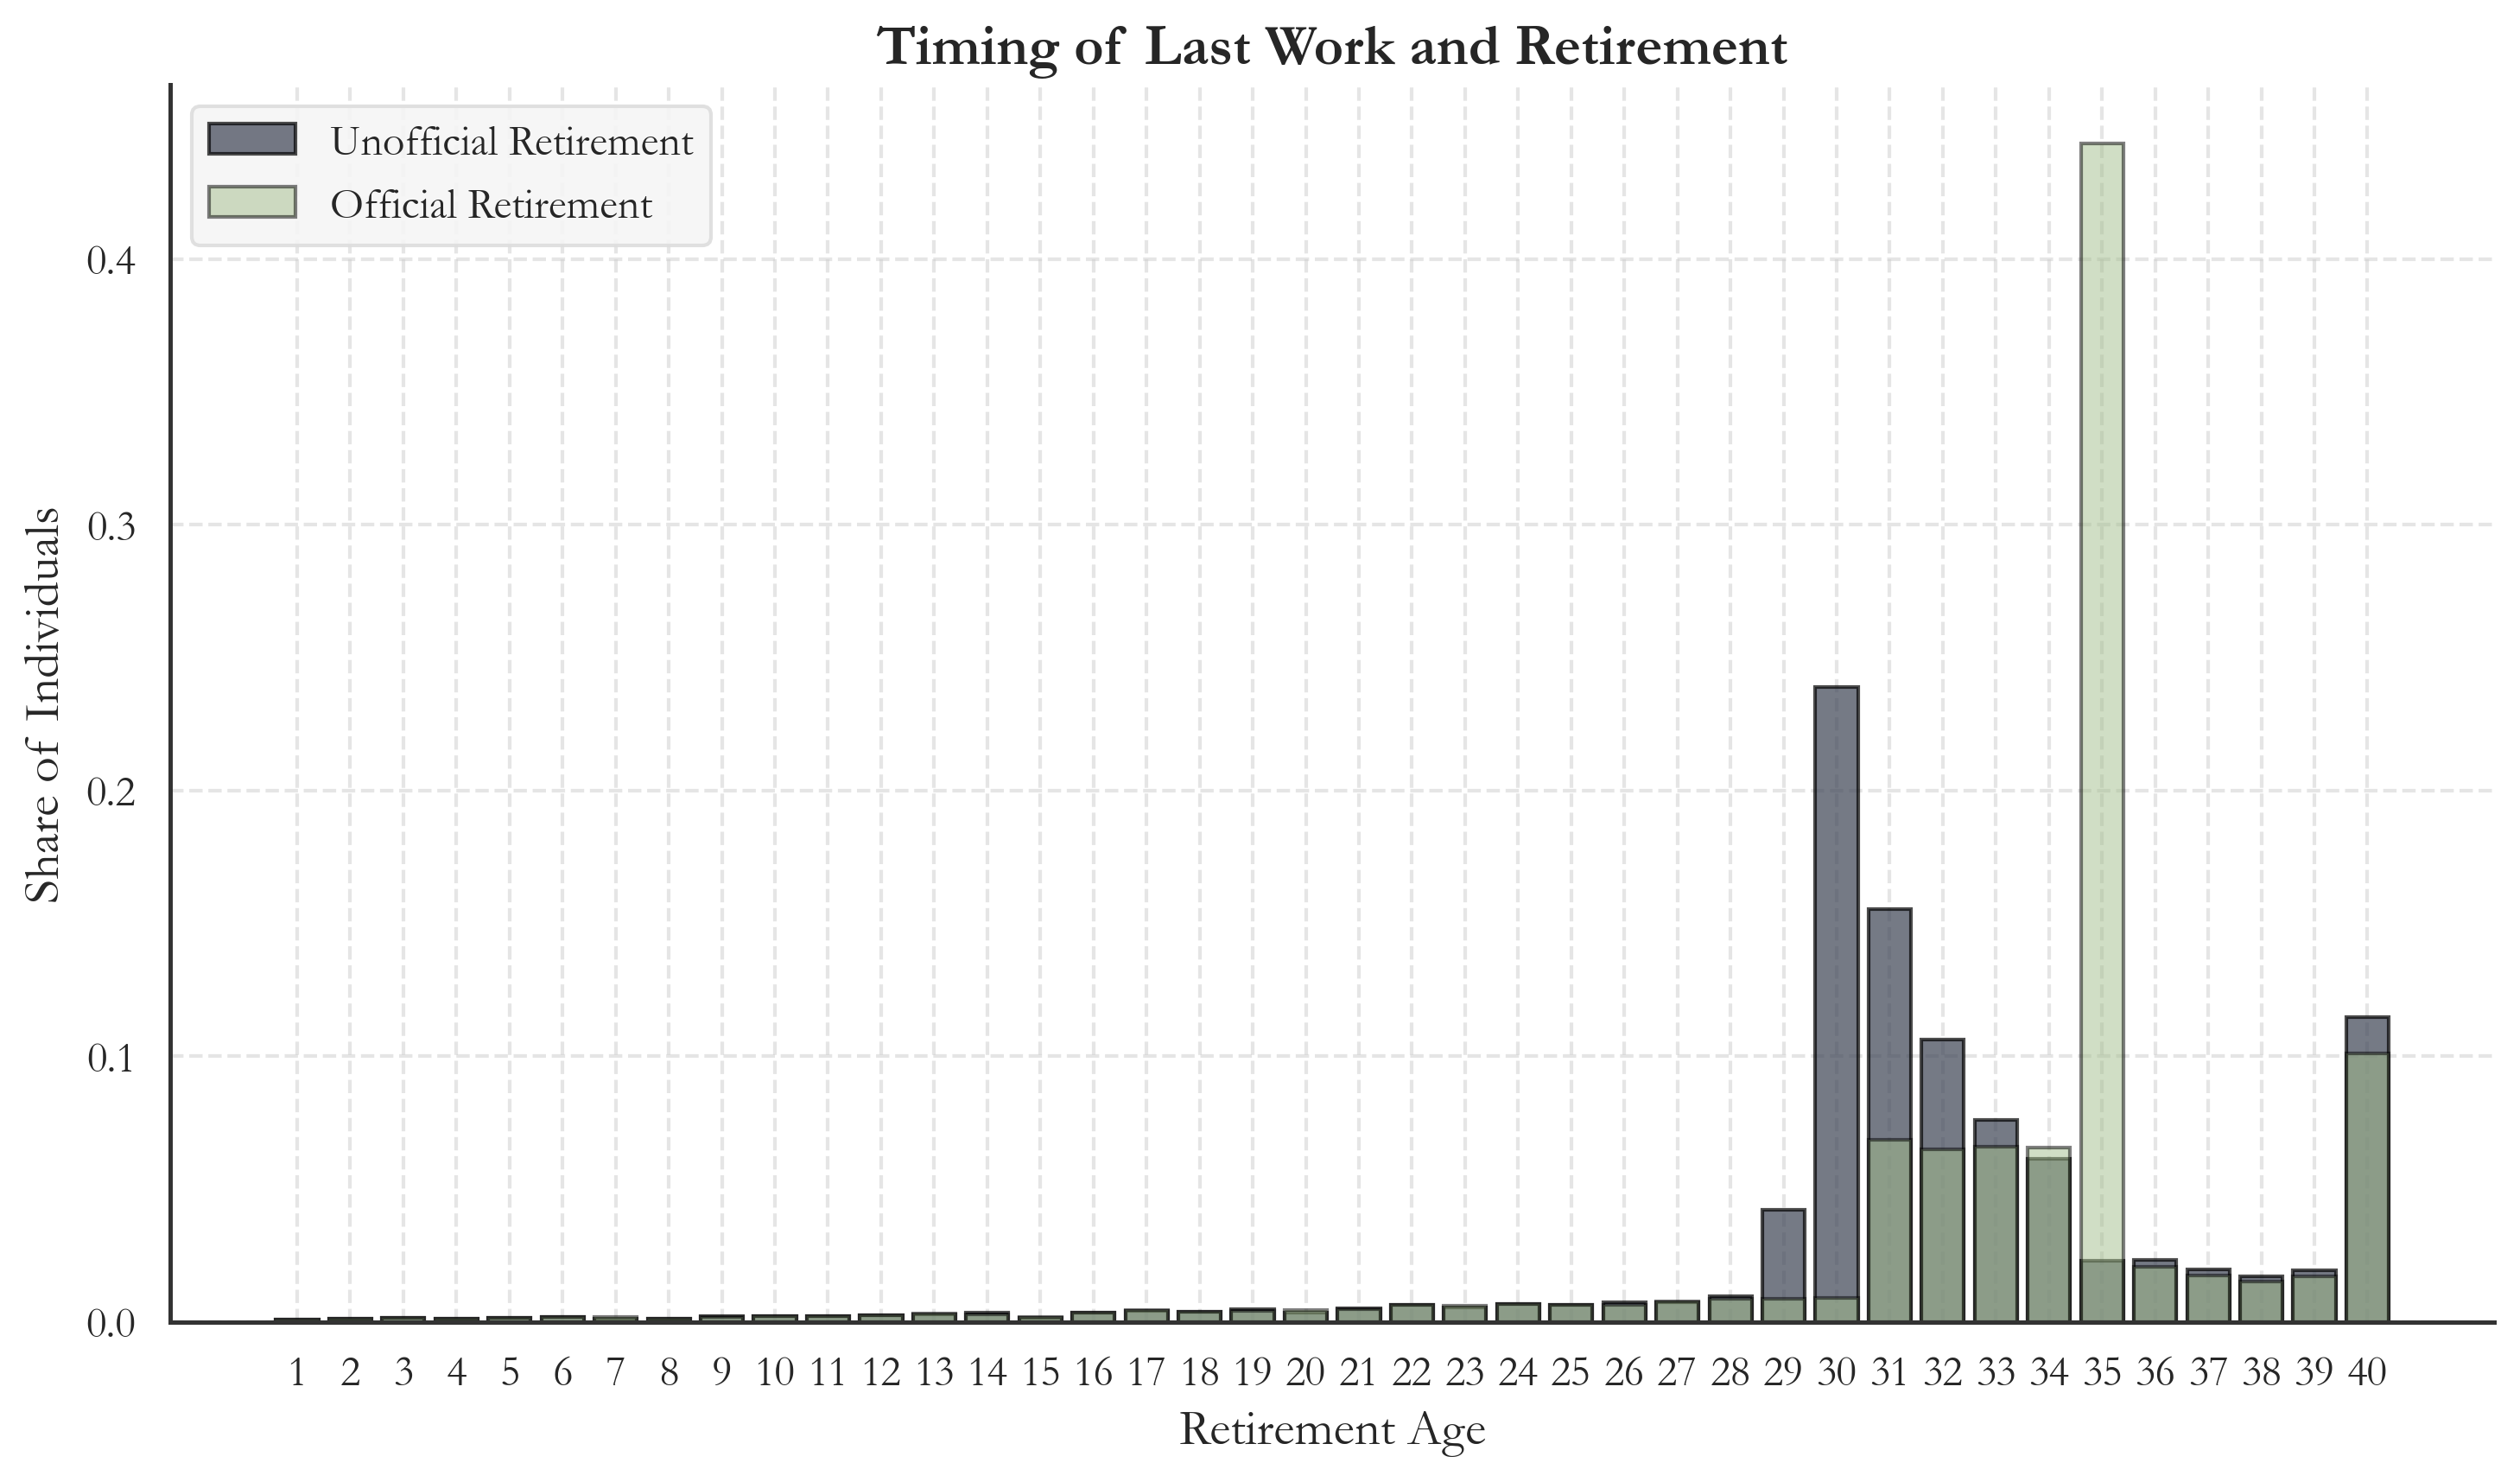 Timing of Last Work and Retirement
Unofficial Retirement
Official Retirement
Share of Individuals
0.4
0.3
0.2
0.1
0.0
1 2 3 4 5 6 7 8 9 10 11 12 13 14 15 16 17 18 19 20 21 22 23 24 25 26 27 28 29 30 31 32 33 34 35 36 37 38 39 40
Retirement Age